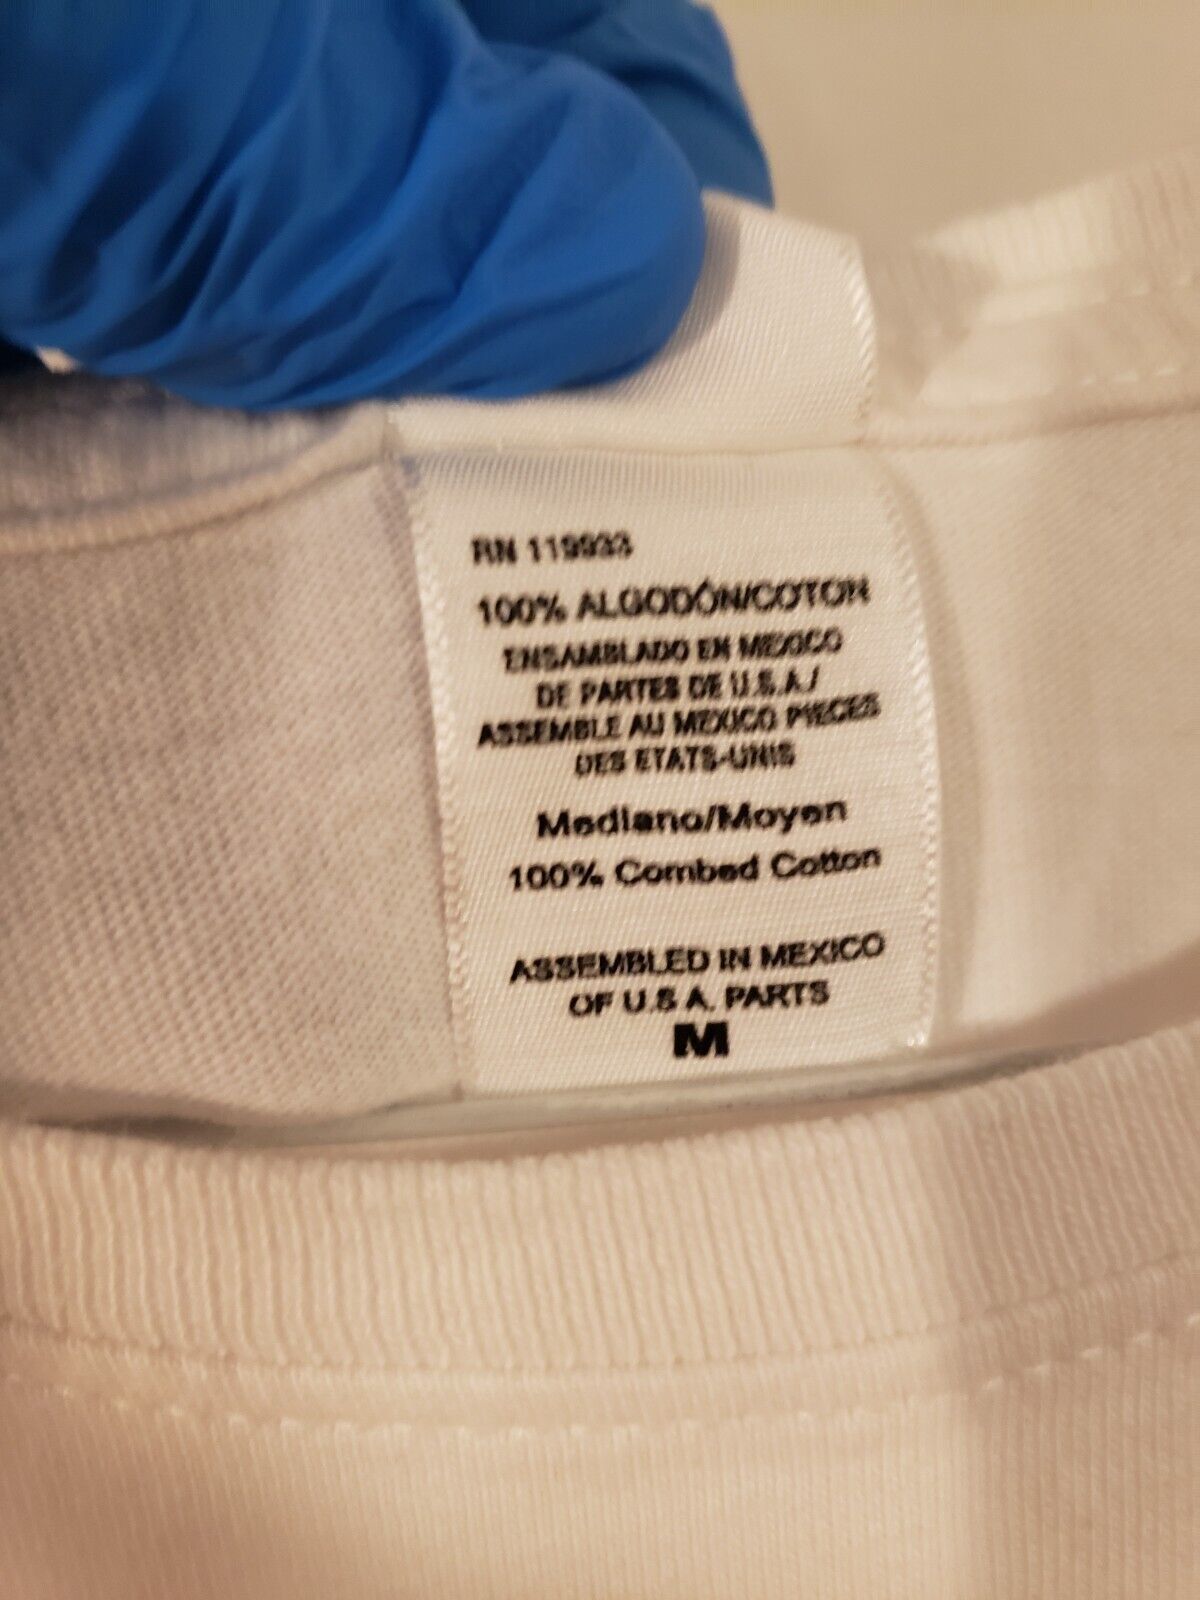 RN 119933
100% ALGODÓN/COTON
ENSAMBLADO EN MEXICO
DE PARTES DE U.S.A./
ASSEMBLE AU MEXICO PIECES
DES ETATS-UNIS
Mediano/Moyen
100% Combed Cotton
ASSEMBLED IN MEXICO
OF U.S A. PARTS
M